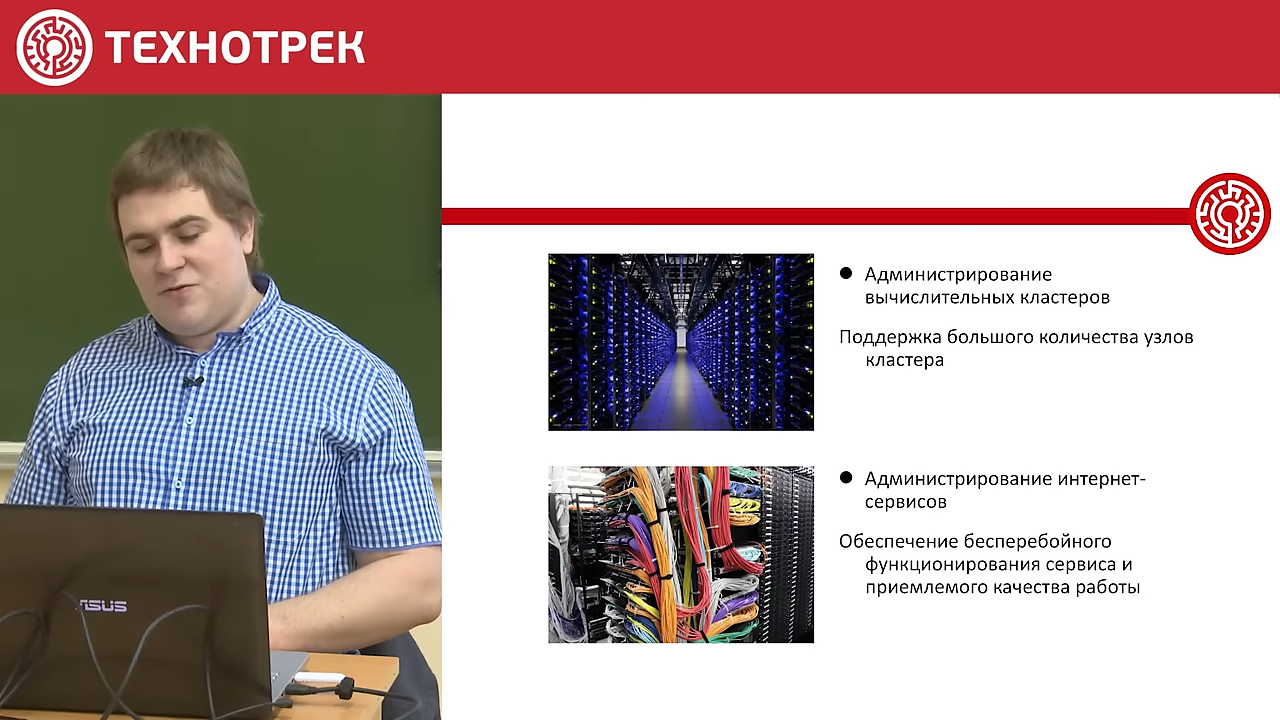 ТЕХНОТРЕК
Администрирование
вычислительных кластеров
Поддержка большого количества узлов
кластера
Администрирование интернет-
сервисов
Обеспечение бесперебойного
функционирования сервиса и
приемлемого качества работы
ASUS